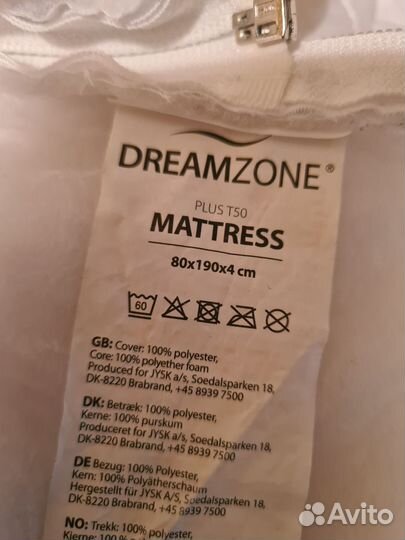 DREAMZONE®
PLUS T50
MATTRESS
80x190x4 cm
60
GB: Cover: 100% polyester,
Core: 100% polyether foam
Produced for JYSK a/s, Soedalsparken 18,
DK-8220 Brabrand, +45 8939 7500
DK: Betræk: 100% polyester,
Kerne: 100% purskum
Produceret for JYSK a/s, Soedalsparken 18,
DK-8220 Brabrand, +45 8939 7500
DE Bezug: 100% Polyester,
Kern: 100% Polyätherschaum
Hergestellt für JYSK a/s, Soedalsparken 18,
DK-8220 Brabrand, +45 8939 7500
NO: Trekk: 100% polyester,
Kjerne: 100%
Avito